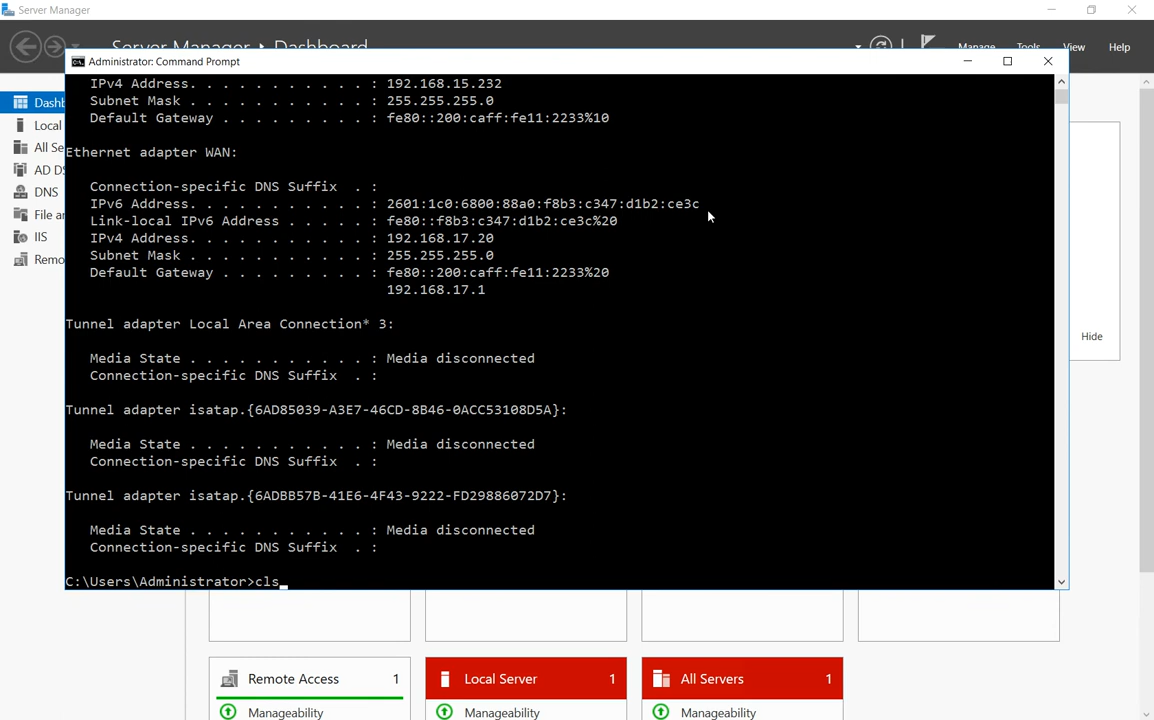 Server Manager
Server Manager ▸ Dashboard
Manage Tools View Help
Administrator: Command Prompt
IPv4 Address. . . . . . . . . . . : 192.168.15.232
Subnet Mask . . . . . . . . . . . : 255.255.255.0
Default Gateway . . . . . . . . . : fe80::200:caff:fe11:2233%10
Ethernet adapter WAN:
Connection-specific DNS Suffix  . :
IPv6 Address. . . . . . . . . . . : 2601:1c0:6800:88a0:f8b3:c347:d1b2:ce3c
Link-local IPv6 Address . . . . . : fe80::f8b3:c347:d1b2:ce3c%20
IPv4 Address. . . . . . . . . . . : 192.168.17.20
Subnet Mask . . . . . . . . . . . : 255.255.255.0
Default Gateway . . . . . . . . . : fe80::200:caff:fe11:2233%20
192.168.17.1
Tunnel adapter Local Area Connection* 3:
Media State . . . . . . . . . . . : Media disconnected
Connection-specific DNS Suffix  . :
Tunnel adapter isatap.{6AD85039-A3E7-46CD-8B46-0ACC53108D5A}:
Media State . . . . . . . . . . . : Media disconnected
Connection-specific DNS Suffix  . :
Tunnel adapter isatap.{6ADBB57B-41E6-4F43-9222-FD29886072D7}:
Media State . . . . . . . . . . . : Media disconnected
Connection-specific DNS Suffix  . :
C:\Users\Administrator>cls
Dashb
Local
All Se
AD DS
DNS
File an
IIS
Remo
Hide
Remote Access 1
Manageability
Local Server 1
Manageability
All Servers 1
Manageability